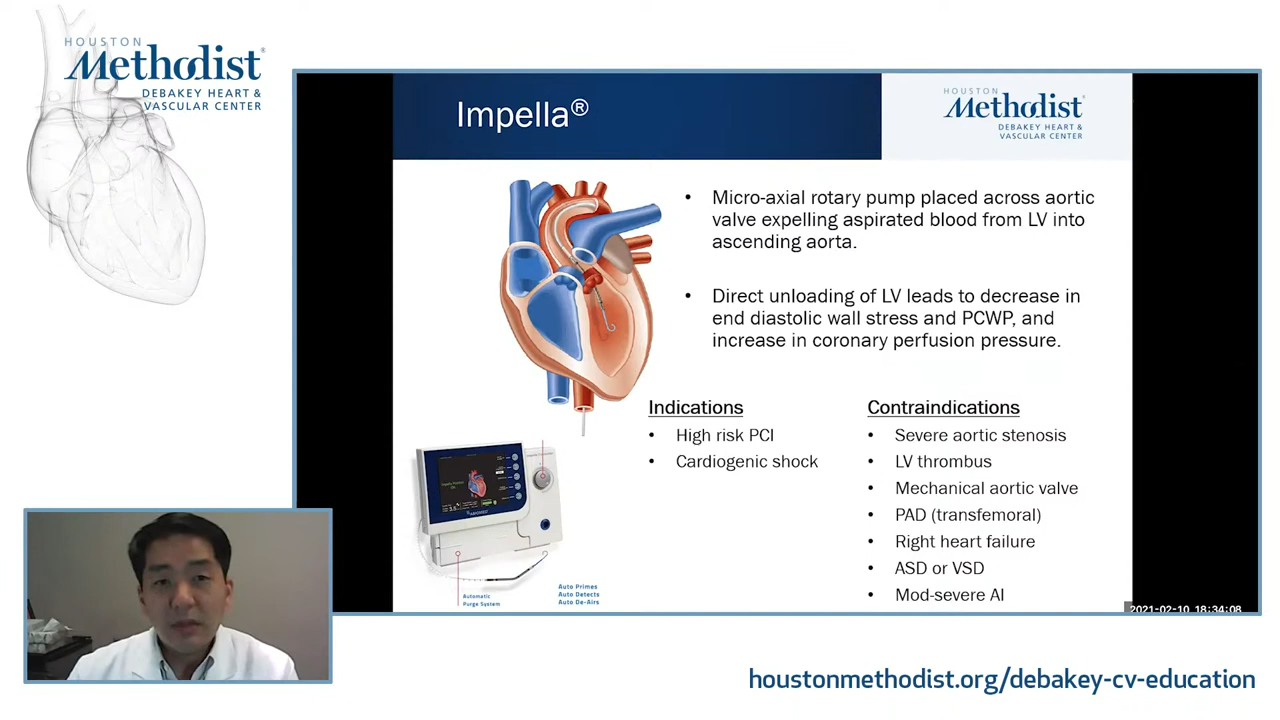 HOUSTON
Methodist®
DEBAKEY HEART &
VASCULAR CENTER
Impella®
HOUSTON
Methodist®
DEBAKEY HEART &
VASCULAR CENTER
• Micro-axial rotary pump placed across aortic
valve expelling aspirated blood from LV into
ascending aorta.
• Direct unloading of LV leads to decrease in
end diastolic wall stress and PCWP, and
increase in coronary perfusion pressure.
Indications
• High risk PCI
• Cardiogenic shock
Contraindications
• Severe aortic stenosis
• LV thrombus
• Mechanical aortic valve
• PAD (transfemoral)
• Right heart failure
• ASD or VSD
• Mod-severe AI
ABIOMED
Automatic
Purge System
Auto Primes
Auto Detects
Auto De-Airs
2021-02-10 18:34:08
houstonmethodist.org/debakey-cv-education